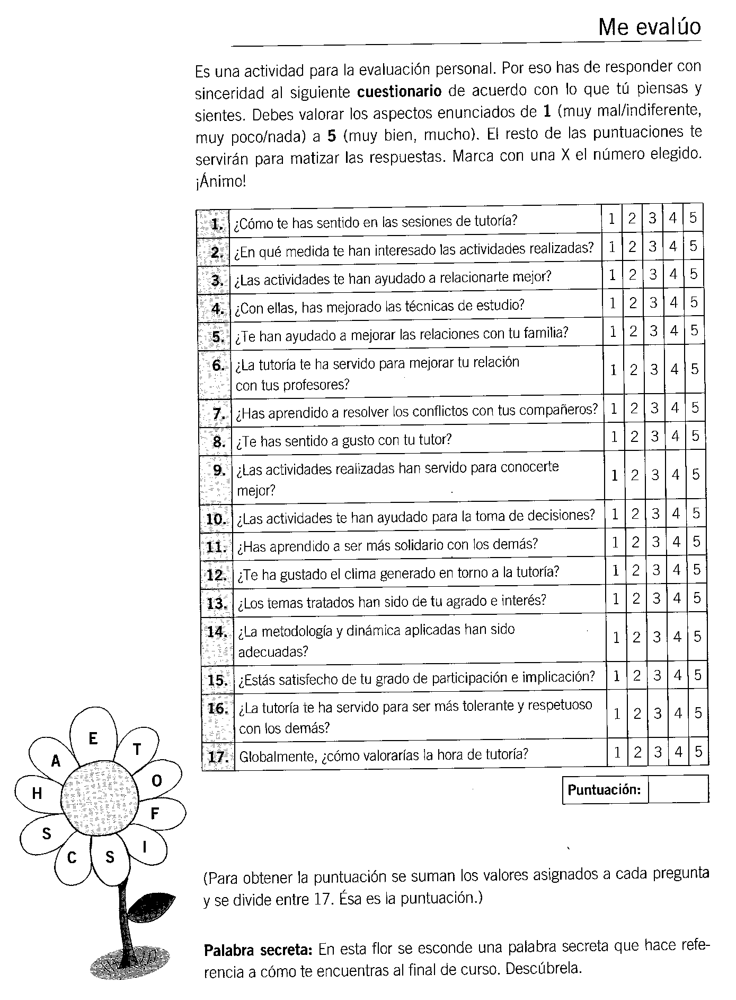 Me evalúo
Es una actividad para la evaluación personal. Por eso has de responder con
sinceridad al siguiente cuestionario de acuerdo con lo que tú piensas y
sientes. Debes valorar los aspectos enunciados de 1 (muy mal/indiferente,
muy poco/nada) a 5 (muy bien, mucho). El resto de las puntuaciones te
servirán para matizar las respuestas. Marca con una X el número elegido.
¡Ánimo!
1. ¿Cómo te has sentido en las sesiones de tutoría? 1 2 3 4 5
2. ¿En qué medida te han interesado las actividades realizadas? 1 2 3 4 5
3. ¿Las actividades te han ayudado a relacionarte mejor? 1 2 3 4 5
4. ¿Con ellas, has mejorado las técnicas de estudio? 1 2 3 4 5
5. ¿Te han ayudado a mejorar las relaciones con tu familia? 1 2 3 4 5
6. ¿La tutoría te ha servido para mejorar tu relación
con tus profesores? 1 2 3 4 5
7. ¿Has aprendido a resolver los conflictos con tus compañeros? 1 2 3 4 5
8. ¿Te has sentido a gusto con tu tutor? 1 2 3 4 5
9. ¿Las actividades realizadas han servido para conocerte
mejor? 1 2 3 4 5
10. ¿Las actividades te han ayudado para la toma de decisiones? 1 2 3 4 5
11. ¿Has aprendido a ser más solidario con los demás? 1 2 3 4 5
12. ¿Te ha gustado el clima generado en torno a la tutoría? 1 2 3 4 5
13. ¿Los temas tratados han sido de tu agrado e interés? 1 2 3 4 5
14. ¿La metodología y dinámica aplicadas han sido
adecuadas? 1 2 3 4 5
15. ¿Estás satisfecho de tu grado de participación e implicación? 1 2 3 4 5
16. ¿La tutoría te ha servido para ser más tolerante y respetuoso
con los demás? 1 2 3 4 5
17. Globalmente, ¿cómo valorarías la hora de tutoría? 1 2 3 4 5
Puntuación:
E
T
O
F
I
S
C
S
H
A
(Para obtener la puntuación se suman los valores asignados a cada pregunta
y se divide entre 17. Ésa es la puntuación.)
Palabra secreta: En esta flor se esconde una palabra secreta que hace refe-
rencia a cómo te encuentras al final de curso. Descúbrela.